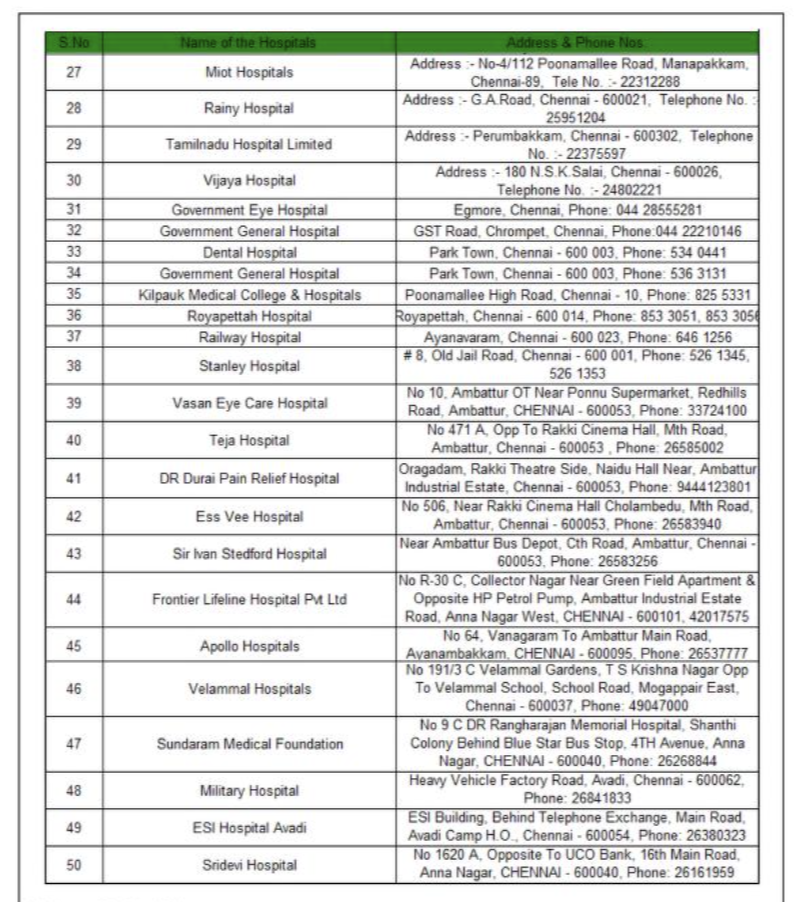 S.No Name of the Hospitals Address & Phone Nos.
27 Miot Hospitals Address :- No-4/112 Poonamallee Road, Manapakkam,
Chennai-89, Tele No. :- 22312288
28 Rainy Hospital Address :- G.A.Road, Chennai - 600021, Telephone No. :-
25951204
29 Tamilnadu Hospital Limited Address :- Perumbakkam, Chennai - 600302, Telephone
No. :- 22375597
30 Vijaya Hospital Address :- 180 N.S.K.Salai, Chennai - 600026,
Telephone No. :- 24802221
31 Government Eye Hospital Egmore, Chennai, Phone: 044 28555281
32 Government General Hospital GST Road, Chrompet, Chennai, Phone:044 22210146
33 Dental Hospital Park Town, Chennai - 600 003, Phone: 534 0441
34 Government General Hospital Park Town, Chennai - 600 003, Phone: 536 3131
35 Kilpauk Medical College & Hospitals Poonamallee High Road, Chennai - 10, Phone: 825 5331
36 Royapettah Hospital Royapettah, Chennai - 600 014, Phone: 853 3051, 853 3056
37 Railway Hospital Ayanavaram, Chennai - 600 023, Phone: 646 1256
38 Stanley Hospital # 8, Old Jail Road, Chennai - 600 001, Phone: 526 1345,
526 1353
39 Vasan Eye Care Hospital No 10, Ambattur OT Near Ponnu Supermarket, Redhills
Road, Ambattur, CHENNAI - 600053, Phone: 33724100
40 Teja Hospital No 471 A, Opp To Rakki Cinema Hall, Mth Road,
Ambattur, Chennai - 600053 , Phone: 26585002
41 DR Durai Pain Relief Hospital Oragadam, Rakki Theatre Side, Naidu Hall Near, Ambattur
Industrial Estate, Chennai - 600053, Phone: 9444123801
42 Ess Vee Hospital No 506, Near Rakki Cinema Hall Cholambedu, Mth Road,
Ambattur, Chennai - 600053, Phone: 26583940
43 Sir Ivan Stedford Hospital Near Ambattur Bus Depot, Cth Road, Ambattur, Chennai -
600053, Phone: 26583256
44 Frontier Lifeline Hospital Pvt Ltd No R-30 C, Collector Nagar Near Green Field Apartment &
Opposite HP Petrol Pump, Ambattur Industrial Estate
Road, Anna Nagar West, CHENNAI - 600101, 42017575
45 Apollo Hospitals No 64, Vanagaram To Ambattur Main Road,
Ayanambakkam, CHENNAI - 600095, Phone: 26537777
46 Velammal Hospitals No 191/3 C Velammal Gardens, T S Krishna Nagar Opp
To Velammal School, School Road, Mogappair East,
Chennai - 600037, Phone: 49047000
47 Sundaram Medical Foundation No 9 C DR Rangharajan Memorial Hospital, Shanthi
Colony Behind Blue Star Bus Stop, 4TH Avenue, Anna
Nagar, CHENNAI - 600040, Phone: 26268844
48 Military Hospital Heavy Vehicle Factory Road, Avadi, Chennai - 600062,
Phone: 26841833
49 ESI Hospital Avadi ESI Building, Behind Telephone Exchange, Main Road,
Avadi Camp H.O., Chennai - 600054, Phone: 26380323
50 Sridevi Hospital No 1620 A, Opposite To UCO Bank, 16th Main Road,
Anna Nagar, CHENNAI - 600040, Phone: 26161959